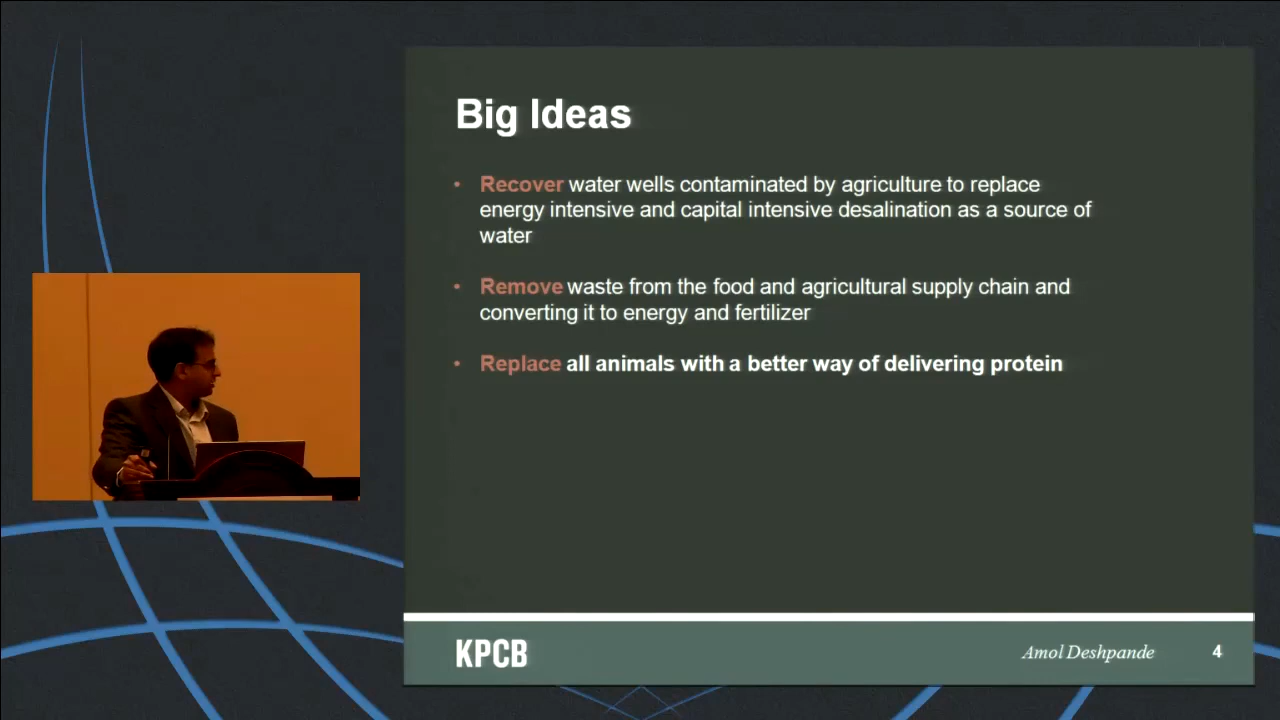 Big Ideas
• Recover water wells contaminated by agriculture to replace
energy intensive and capital intensive desalination as a source of
water
• Remove waste from the food and agricultural supply chain and
converting it to energy and fertilizer
• Replace all animals with a better way of delivering protein
KPCB
Amol Deshpande
4